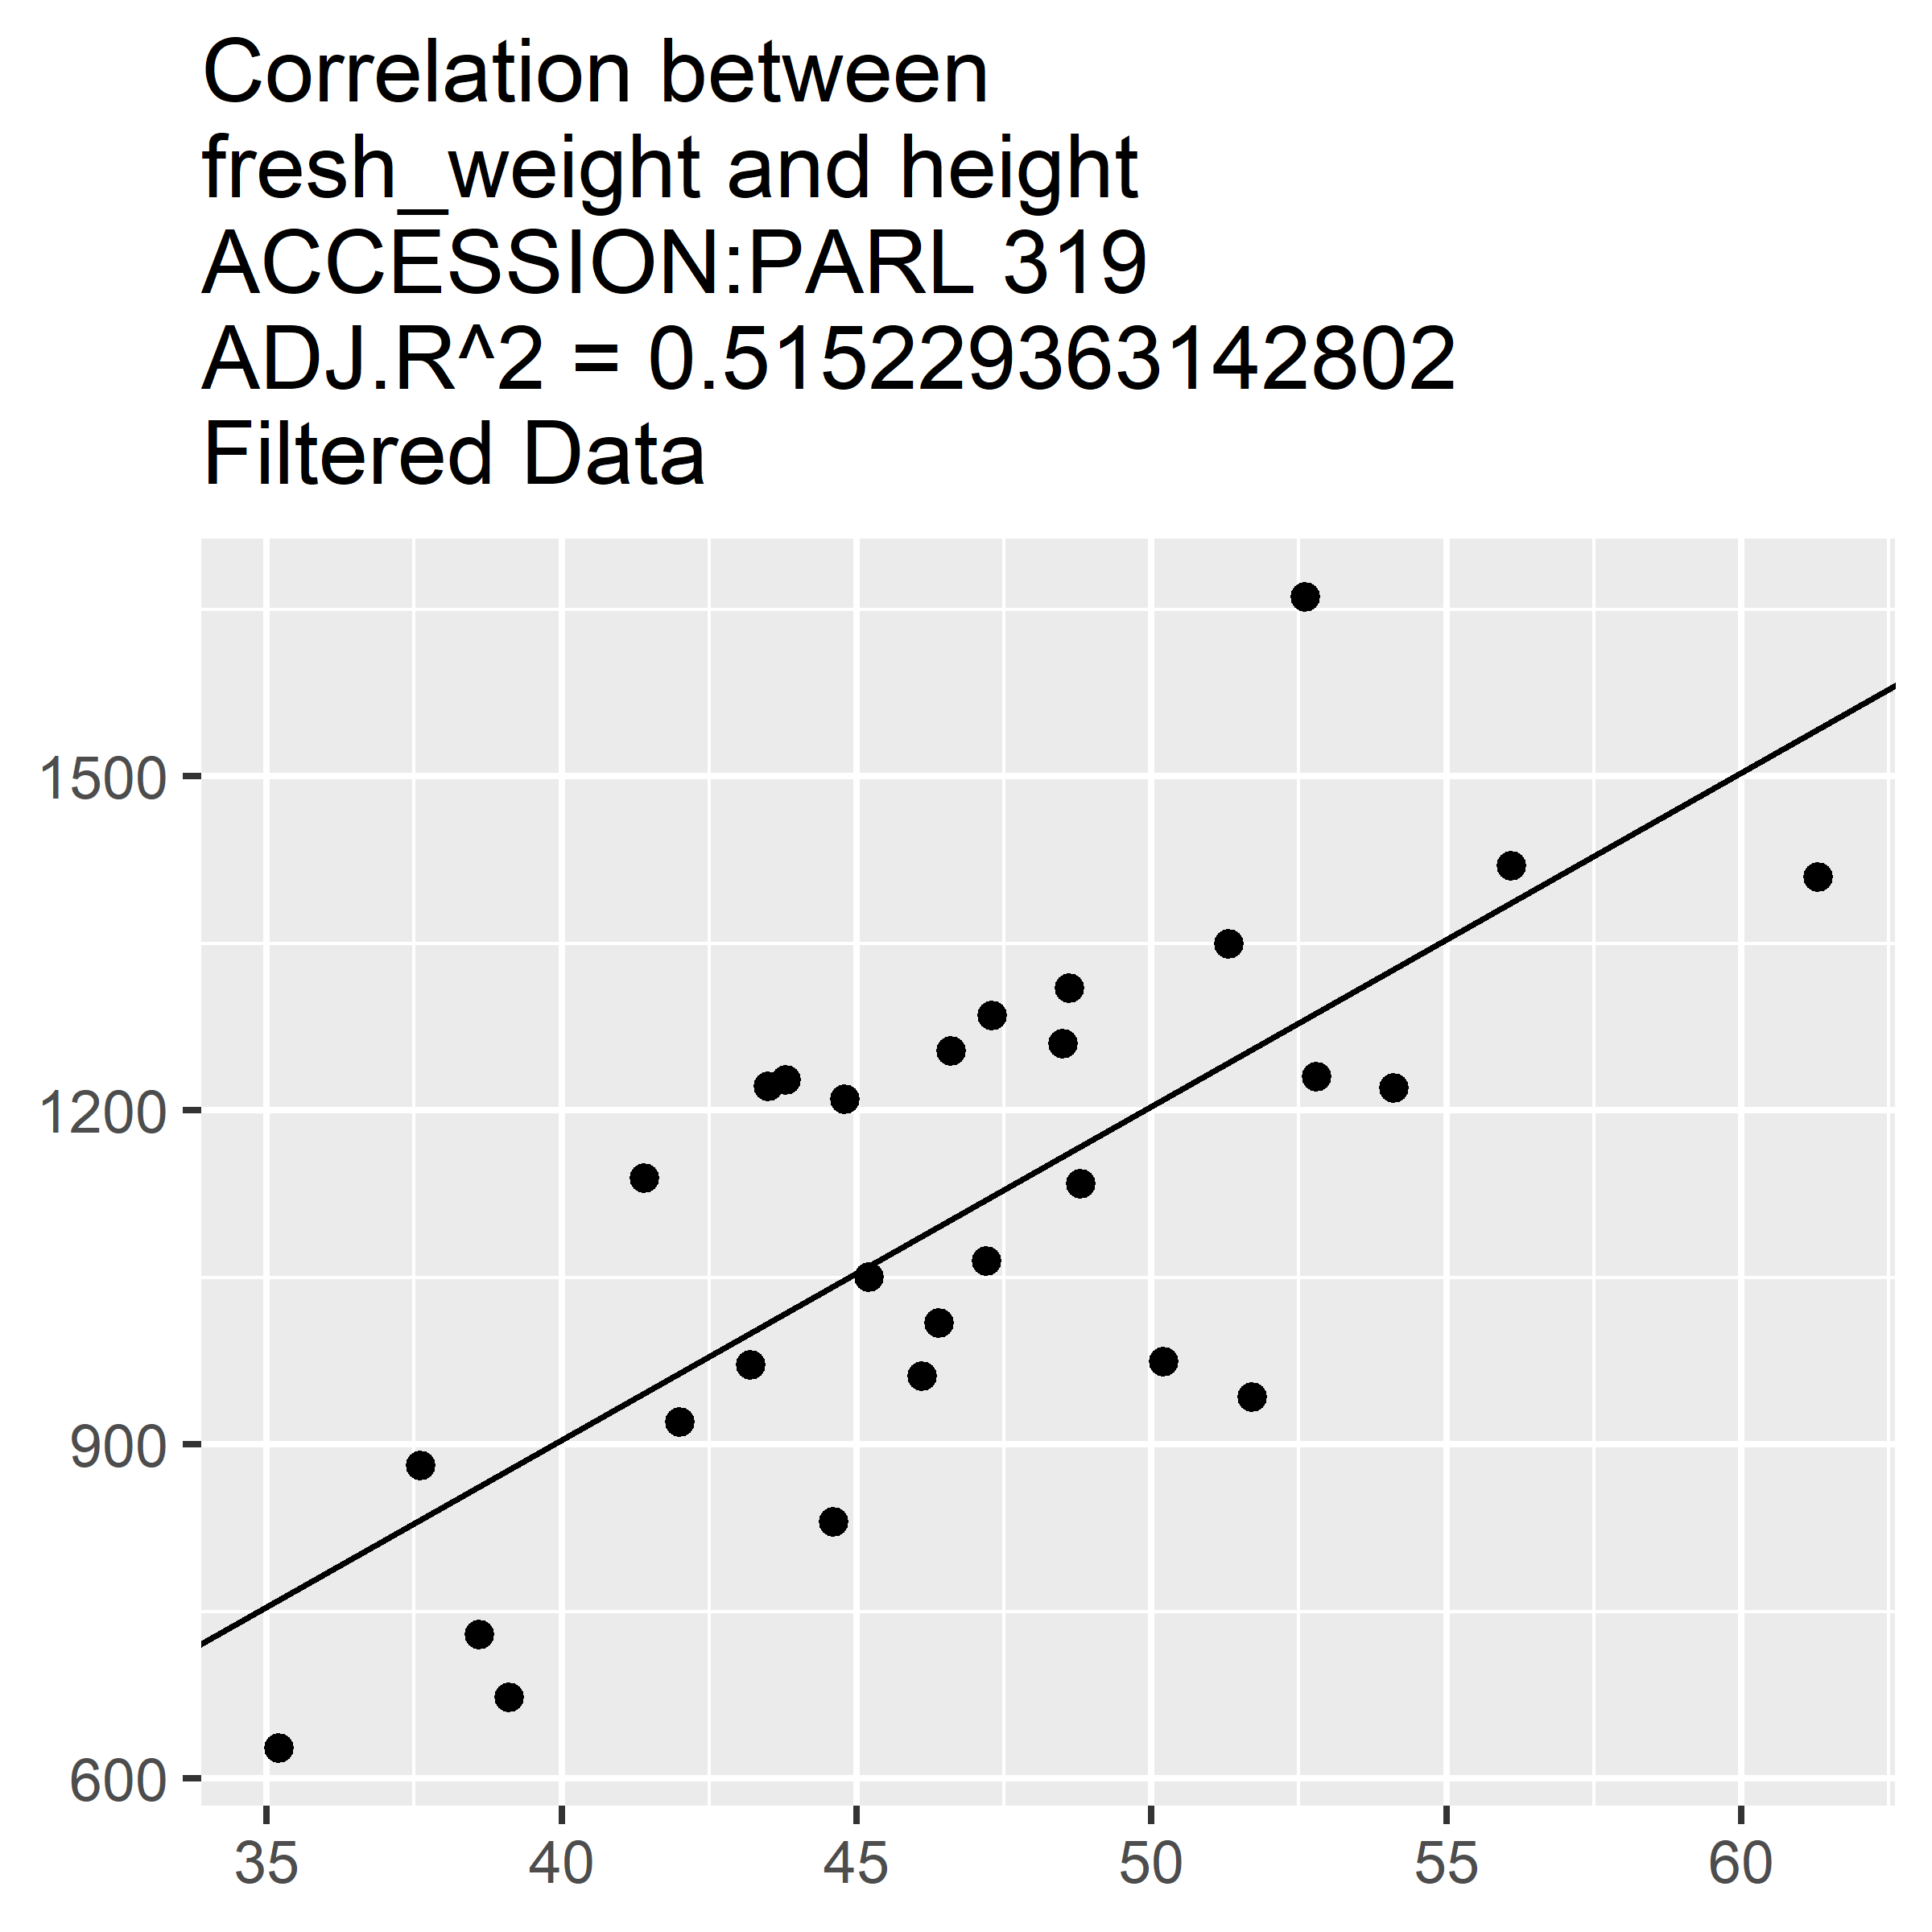 Correlation between
fresh_weight and height
ACCESSION:PARL 319
ADJ.R^2 = 0.515229363142802
Filtered Data
1500
1200
900
600
35 40 45 50 55 60